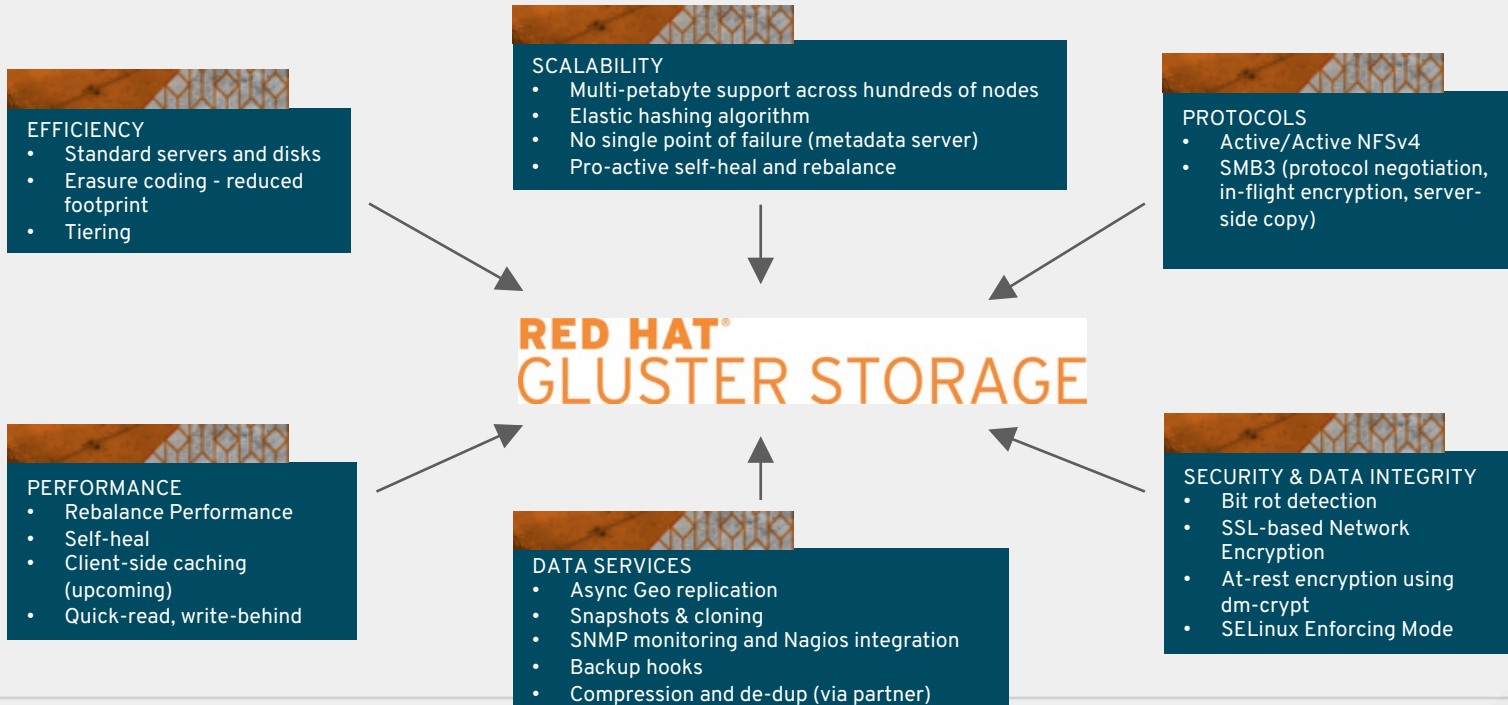 SCALABILITY
• Multi-petabyte support across hundreds of nodes
• Elastic hashing algorithm
• No single point of failure (metadata server)
• Pro-active self-heal and rebalance
EFFICIENCY
• Standard servers and disks
• Erasure coding - reduced
footprint
• Tiering
PROTOCOLS
• Active/Active NFSv4
• SMB3 (protocol negotiation,
in-flight encryption, server-
side copy)
RED HAT®
GLUSTER STORAGE
PERFORMANCE
• Rebalance Performance
• Self-heal
• Client-side caching
(upcoming)
• Quick-read, write-behind
DATA SERVICES
• Async Geo replication
• Snapshots & cloning
• SNMP monitoring and Nagios integration
• Backup hooks
• Compression and de-dup (via partner)
SECURITY & DATA INTEGRITY
• Bit rot detection
• SSL-based Network
Encryption
• At-rest encryption using
dm-crypt
• SELinux Enforcing Mode